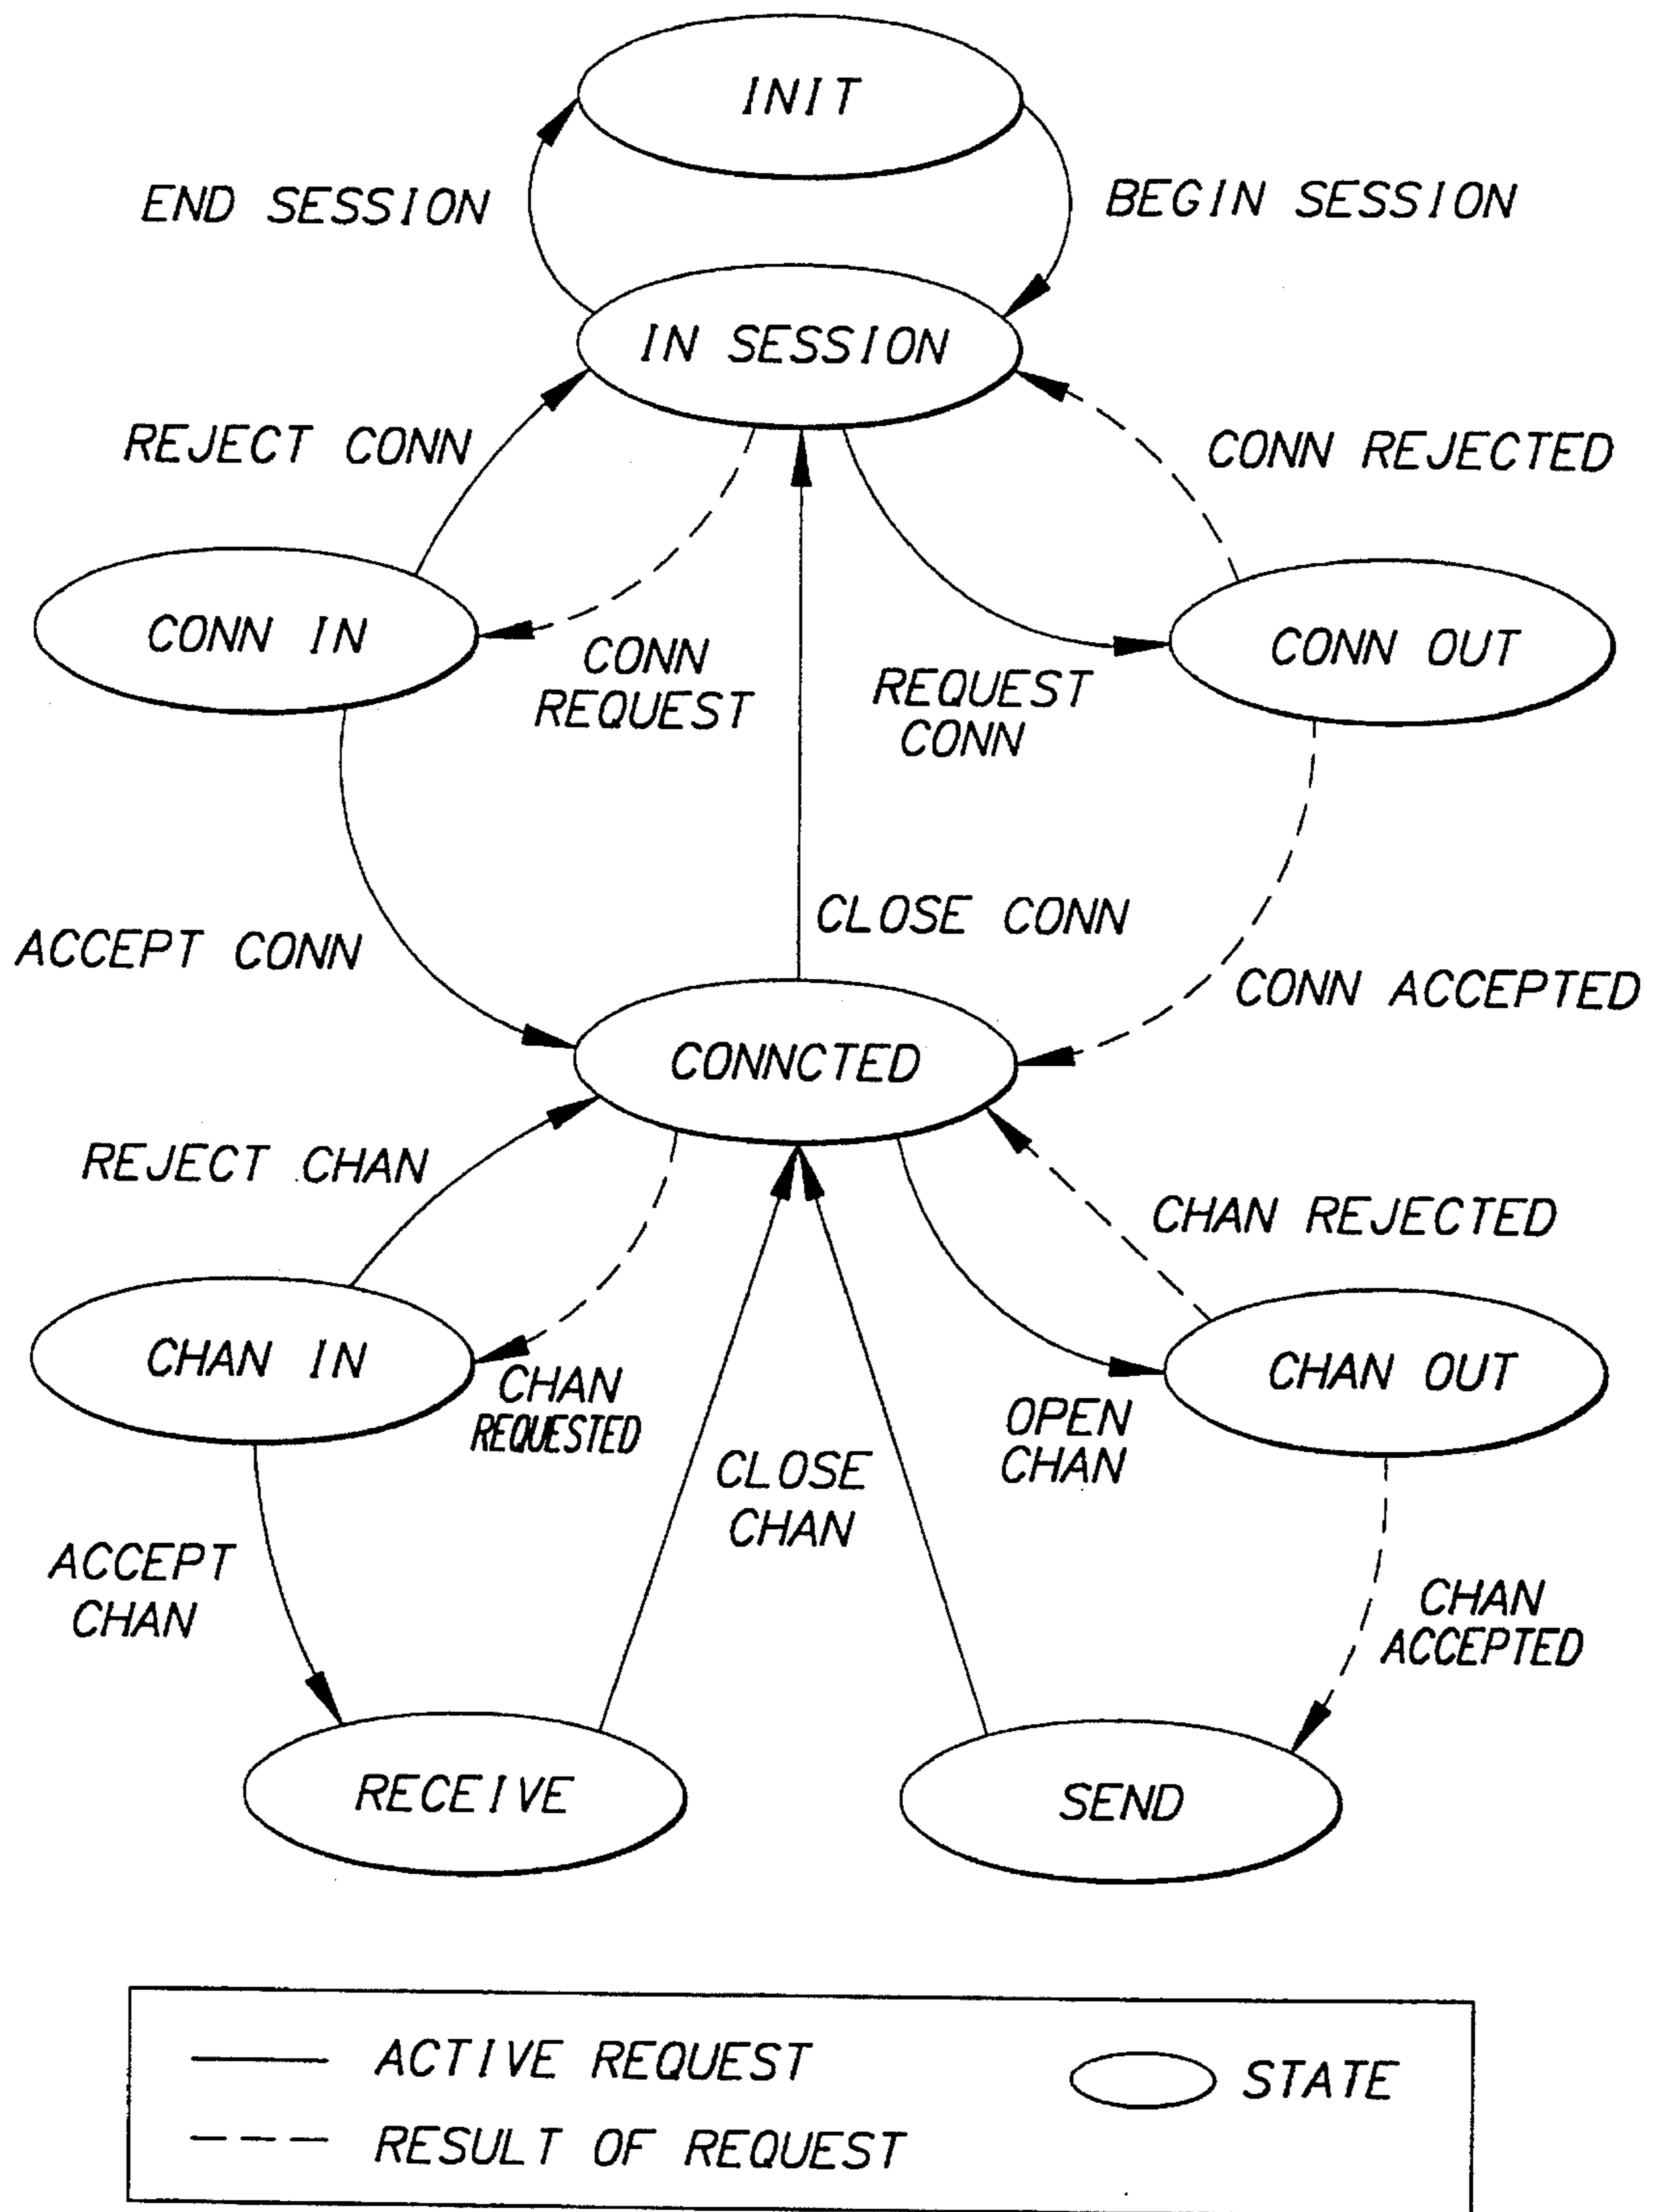 INIT
END SESSION
BEGIN SESSION
IN SESSION
REJECT CONN
CONN REJECTED
CONN IN
CONN
REQUEST
REQUEST
CONN
CONN OUT
ACCEPT CONN
CLOSE CONN
CONN ACCEPTED
CONNCTED
REJECT CHAN
CHAN REJECTED
CHAN IN
CHAN
REQUESTED
OPEN
CHAN
CHAN OUT
CLOSE
CHAN
ACCEPT
CHAN
CHAN
ACCEPTED
RECEIVE
SEND
ACTIVE REQUEST
STATE
RESULT OF REQUEST